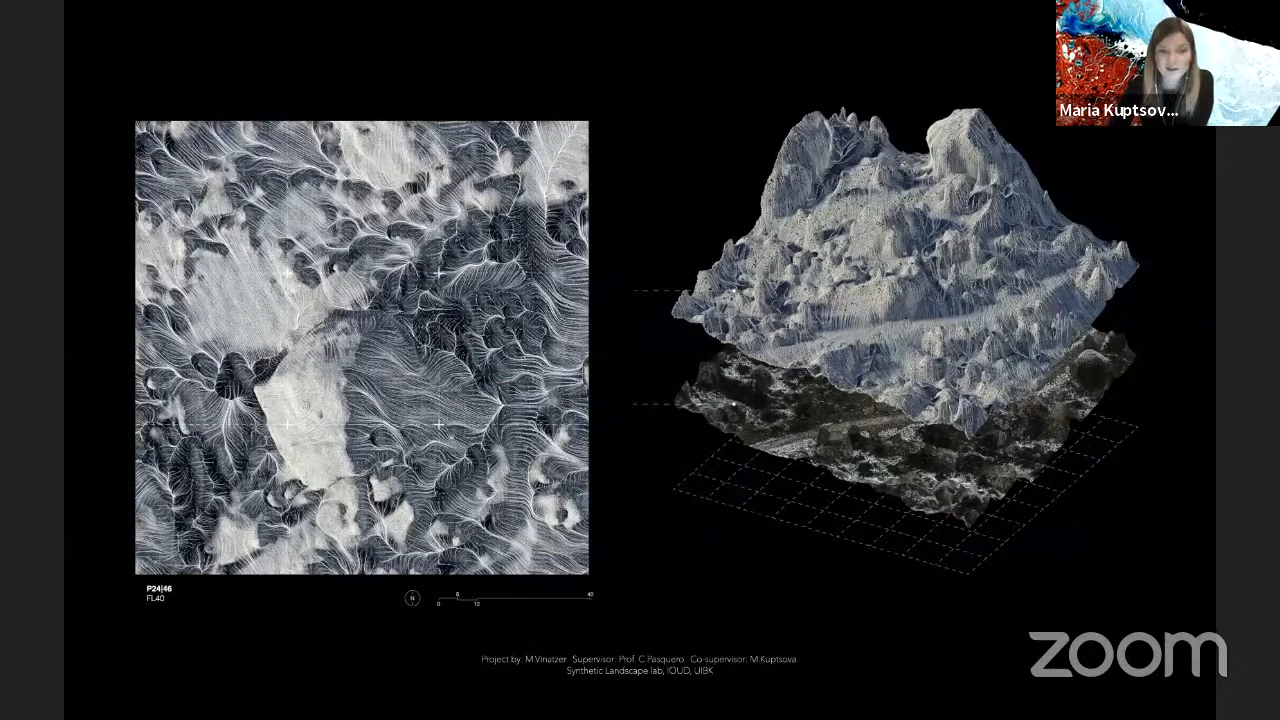 Maria Kuptsov...
P24|46
FL40
N
0
5
10
40
Project by: M.Vinatzer Supervisor: Prof. C.Pasquero Co-supervisor: M.Kuptsova
Synthetic Landscape lab, IOUD, UIBK
zoom